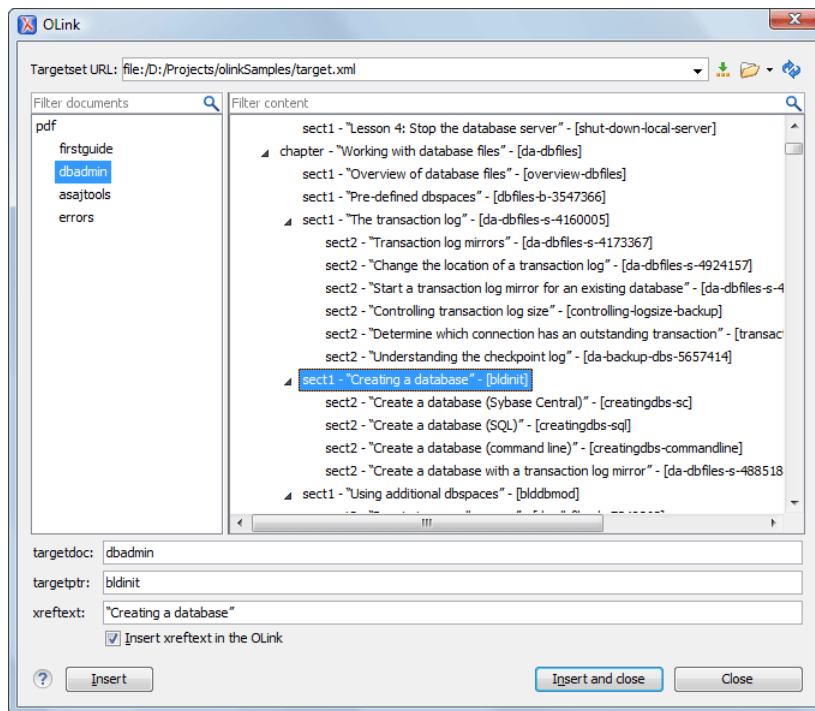 OLink
Targetset URL: file:/D:/Projects/olinkSamples/target.xml
Filter documents
Filter content
pdf
firstguide
dbadmin
asajtools
errors
sect1 - “Lesson 4: Stop the database server” - [shut-down-local-server]
chapter - “Working with database files” - [da-dbfiles]
sect1 - “Overview of database files” - [overview-dbfiles]
sect1 - “Pre-defined dbspaces” - [dbfiles-b-3547366]
sect1 - “The transaction log” - [da-dbfiles-s-4160005]
sect2 - “Transaction log mirrors” - [da-dbfiles-s-4173367]
sect2 - “Change the location of a transaction log” - [da-dbfiles-s-4924157]
sect2 - “Start a transaction log mirror for an existing database” - [da-dbfiles-s-4
sect2 - “Controlling transaction log size” - [controlling-logsize-backup]
sect2 - “Determine which connection has an outstanding transaction” - [transac
sect2 - “Understanding the checkpoint log” - [da-backup-dbs-5657414]
sect1 - “Creating a database” - [bldinit]
sect2 - “Create a database (Sybase Central)” - [creatingdbs-sc]
sect2 - “Create a database (SQL)” - [creatingdbs-sql]
sect2 - “Create a database (command line)” - [creatingdbs-commandline]
sect2 - “Create a database with a transaction log mirror” - [da-dbfiles-s-488518
sect1 - “Using additional dbspaces” - [blddbmod]
targetdoc: dbadmin
targetptr: bldinit
xreftext: “Creating a database”
Insert xreftext in the OLink
? Insert Insert and close Close